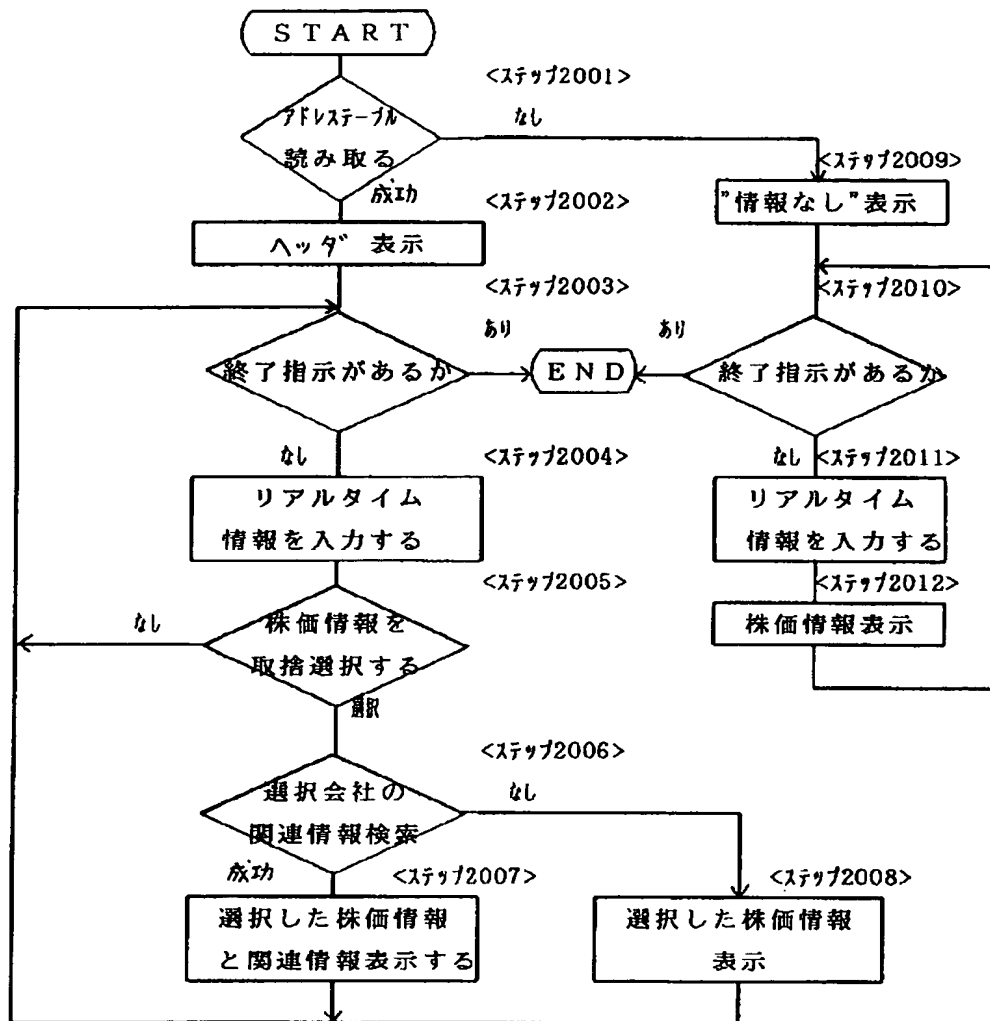 START
<ステップ2001>
アドレステーブル
読み取る
なし
成功
<ステップ2009>
"情報なし"表示
<ステップ2002>
ヘッダ 表示
<ステップ2003>
<ステップ2010>
終了指示があるか
あり
END
あり
終了指示があるか
なし
<ステップ2004>
なし
<ステップ2011>
リアルタイム
情報を入力する
リアルタイム
情報を入力する
<ステップ2005>
<ステップ2012>
なし
株価情報を
取捨選択する
株価情報表示
選択
<ステップ2006>
選択会社の
関連情報検索
なし
成功
<ステップ2007>
<ステップ2008>
選択した株価情報
と関連情報表示する
選択した株価情報
表示